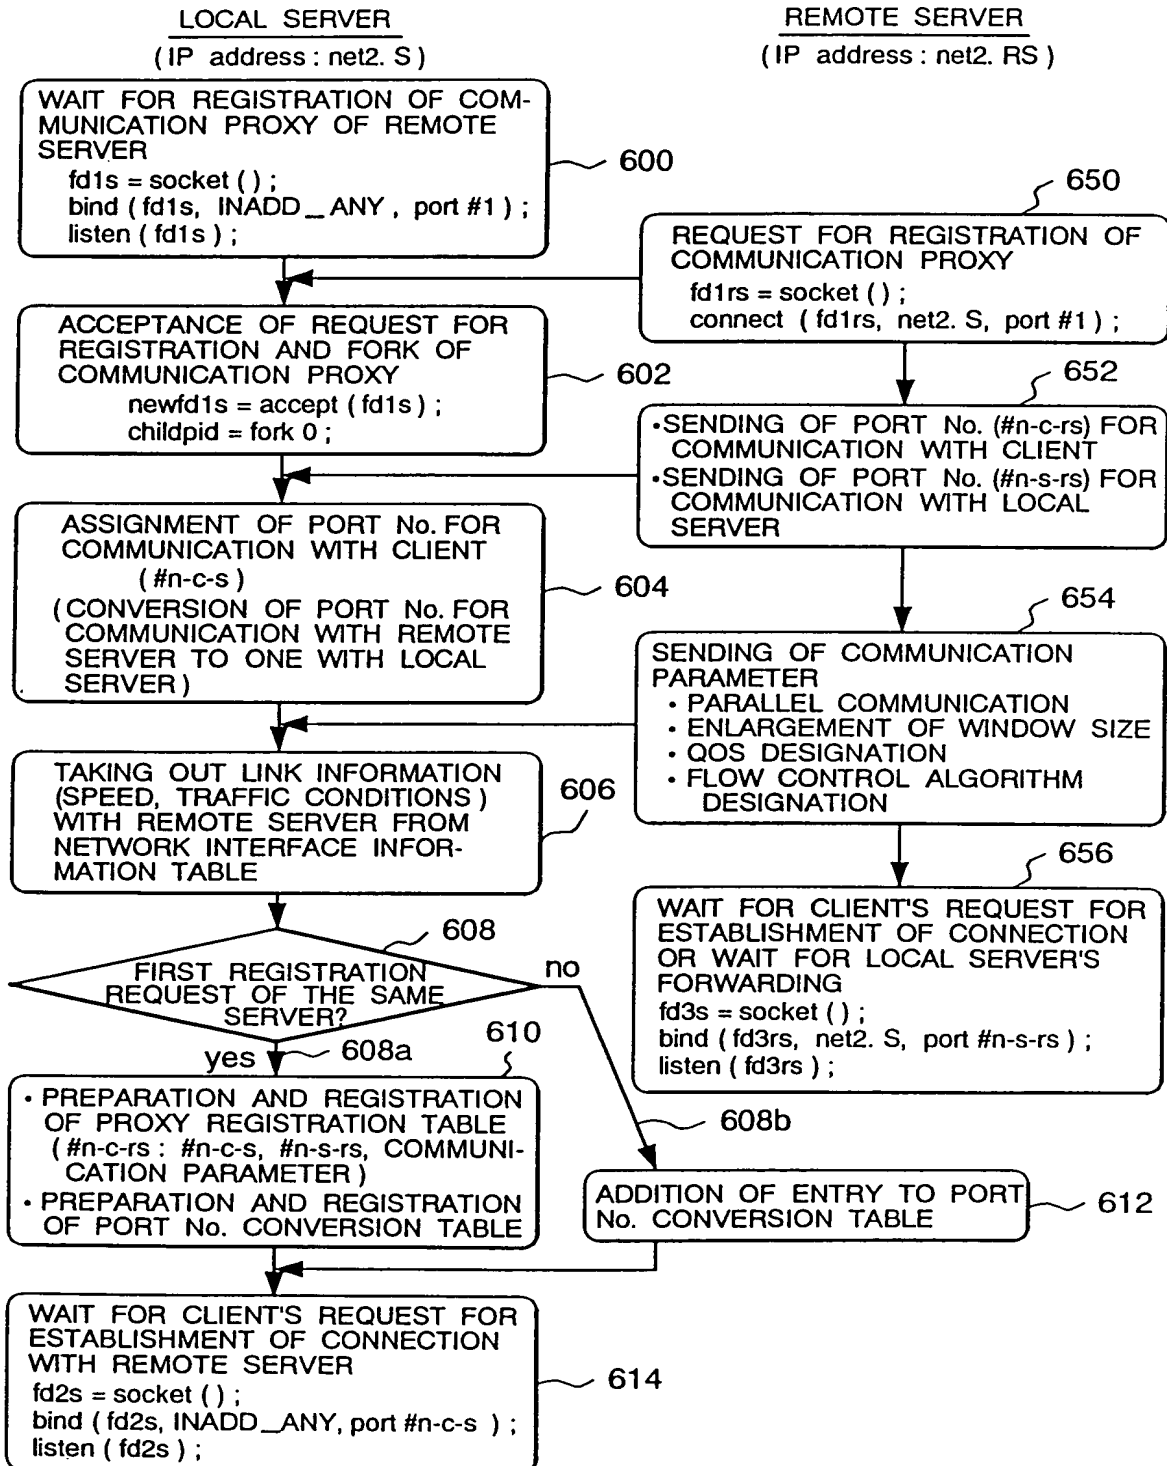 LOCAL SERVER
(IP address : net2. S)
REMOTE SERVER
(IP address : net2. RS)
WAIT FOR REGISTRATION OF COM-
MUNICATION PROXY OF REMOTE
SERVER
fd1s = socket ( ) ;
bind ( fd1s, INADD_ANY , port #1 ) ;
listen ( fd1s ) ;
600
650
REQUEST FOR REGISTRATION OF
COMMUNICATION PROXY
fd1rs = socket ( ) ;
connect ( fd1rs, net2. S, port #1 ) ;
ACCEPTANCE OF REQUEST FOR
REGISTRATION AND FORK OF
COMMUNICATION PROXY
newfd1s = accept ( fd1s ) ;
childpid = fork 0 ;
602
652
•SENDING OF PORT No. (#n-c-rs) FOR
COMMUNICATION WITH CLIENT
•SENDING OF PORT No. (#n-s-rs) FOR
COMMUNICATION WITH LOCAL
SERVER
ASSIGNMENT OF PORT No. FOR
COMMUNICATION WITH CLIENT
( #n-c-s )
( CONVERSION OF PORT No. FOR
COMMUNICATION WITH REMOTE
SERVER TO ONE WITH LOCAL
SERVER )
604
654
SENDING OF COMMUNICATION
PARAMETER
• PARALLEL COMMUNICATION
• ENLARGEMENT OF WINDOW SIZE
• QOS DESIGNATION
• FLOW CONTROL ALGORITHM
DESIGNATION
TAKING OUT LINK INFORMATION
(SPEED, TRAFFIC CONDITIONS )
WITH REMOTE SERVER FROM
NETWORK INTERFACE INFOR-
MATION TABLE
606
656
WAIT FOR CLIENT'S REQUEST FOR
ESTABLISHMENT OF CONNECTION
OR WAIT FOR LOCAL SERVER'S
FORWARDING
fd3s = socket ( ) ;
bind ( fd3rs, net2. S, port #n-s-rs ) ;
listen ( fd3rs ) ;
608
FIRST REGISTRATION
REQUEST OF THE SAME
SERVER?
no
yes
608a
610
• PREPARATION AND REGISTRATION
OF PROXY REGISTRATION TABLE
( #n-c-rs : #n-c-s, #n-s-rs, COMMUNI-
CATION PARAMETER )
• PREPARATION AND REGISTRATION
OF PORT No. CONVERSION TABLE
608b
ADDITION OF ENTRY TO PORT
No. CONVERSION TABLE
612
WAIT FOR CLIENT'S REQUEST FOR
ESTABLISHMENT OF CONNECTION
WITH REMOTE SERVER
fd2s = socket ( ) ;
bind ( fd2s, INADD_ANY, port #n-c-s ) ;
listen ( fd2s ) ;
614